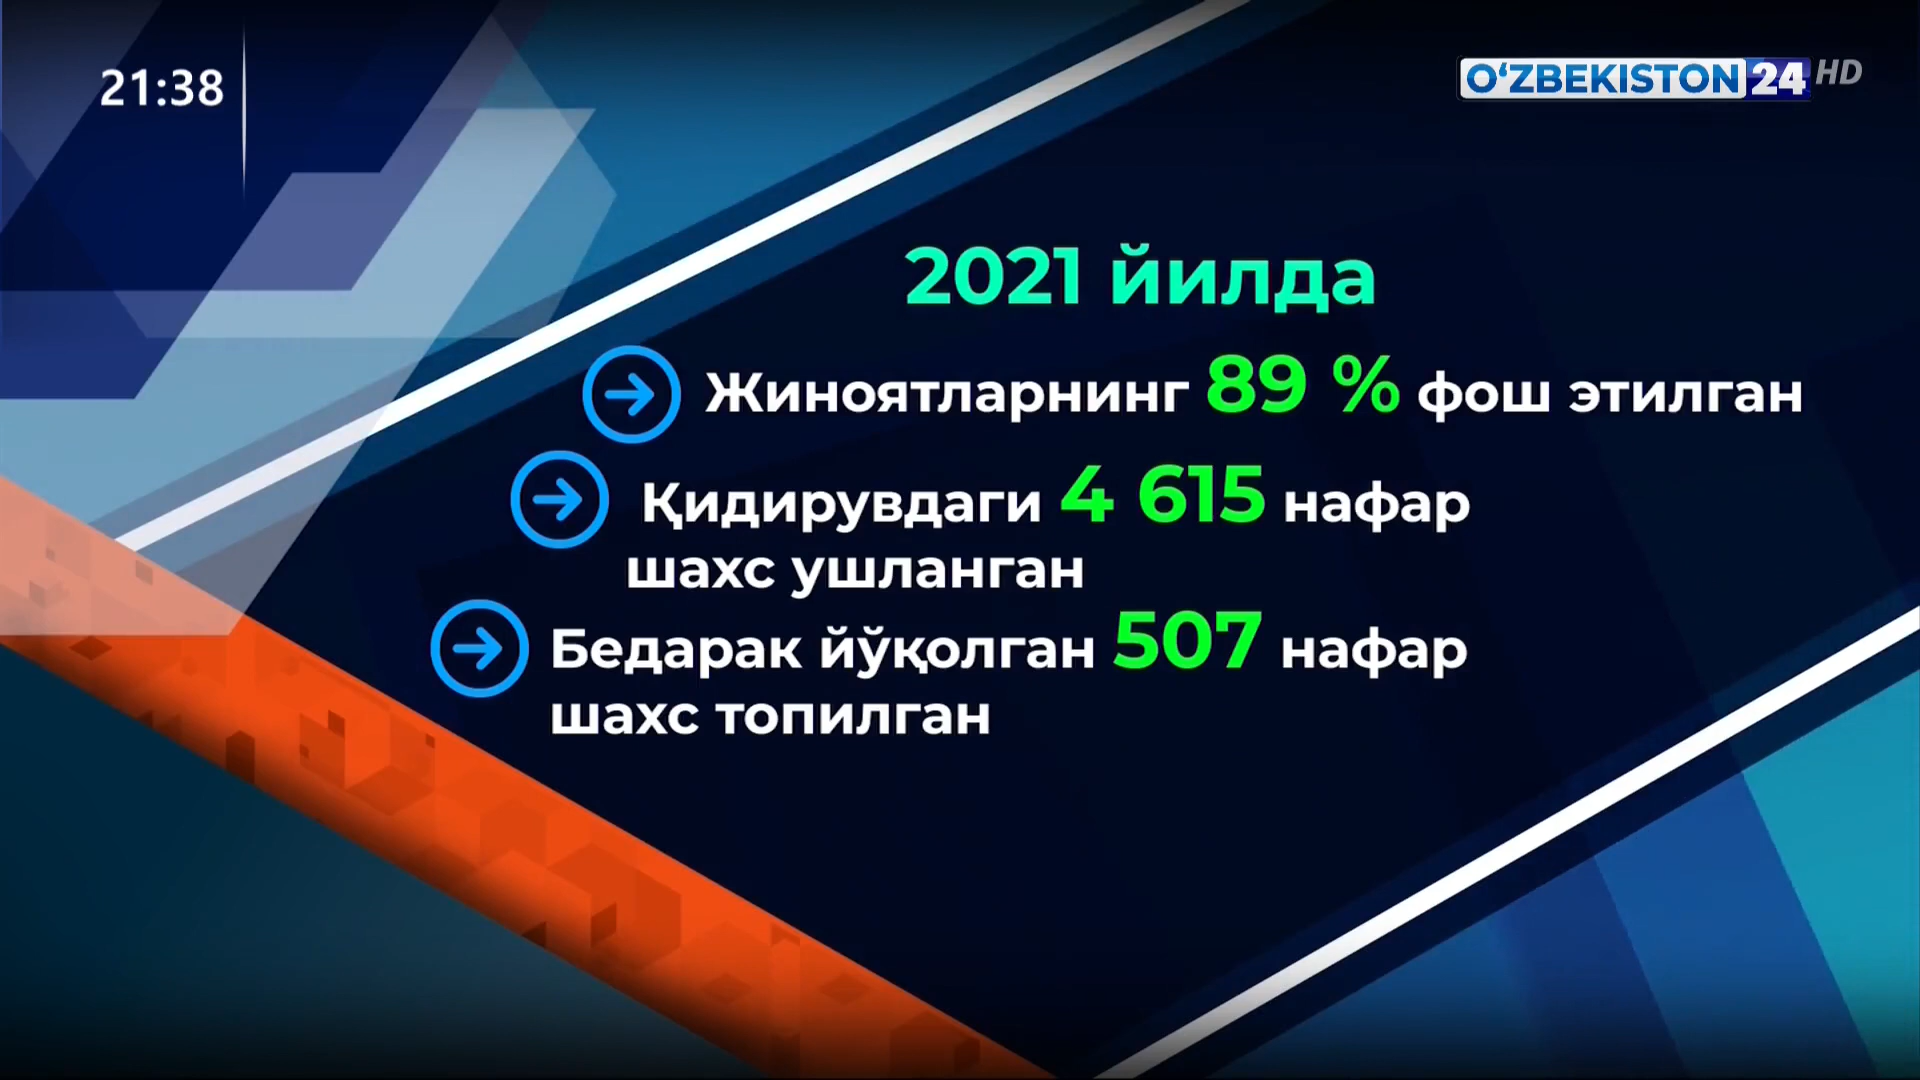 21:38
O‘ZBEKISTON 24 HD
2021 йилда
Жиноятларнинг 89 % фош этилган
Қидирувдаги 4 615 нафар
шахс ушланган
Бедарак йўқолган 507 нафар
шахс топилган